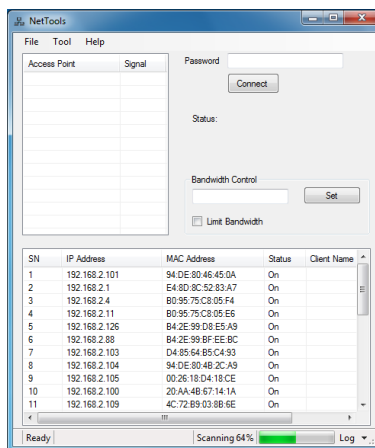 NetTools
File Tool Help
Access Point Signal
Password
Connect
Status:
Bandwidth Control
Set
Limit Bandwidth
SN IP Address MAC Address Status Client Name
1 192.168.2.101 94:DE:80:46:45:0A On
2 192.168.2.1 E4:8D:8C:52:83:A7 On
3 192.168.2.4 B0:95:75:C8:05:F4 On
4 192.168.2.11 B0:95:75:C8:05:E6 On
5 192.168.2.126 B4:2E:99:D8:E5:A9 On
6 192.168.2.88 B4:2E:99:BF:EE:BC On
7 192.168.2.103 D4:85:64:B5:C4:93 On
8 192.168.2.104 94:DE:80:4B:2C:A9 On
9 192.168.2.105 00:26:18:D4:18:CE On
10 192.168.2.100 20:AA:4B:67:14:1A On
11 192.168.2.109 4C:72:B9:03:8B:6E On
Ready Scanning 64% Log